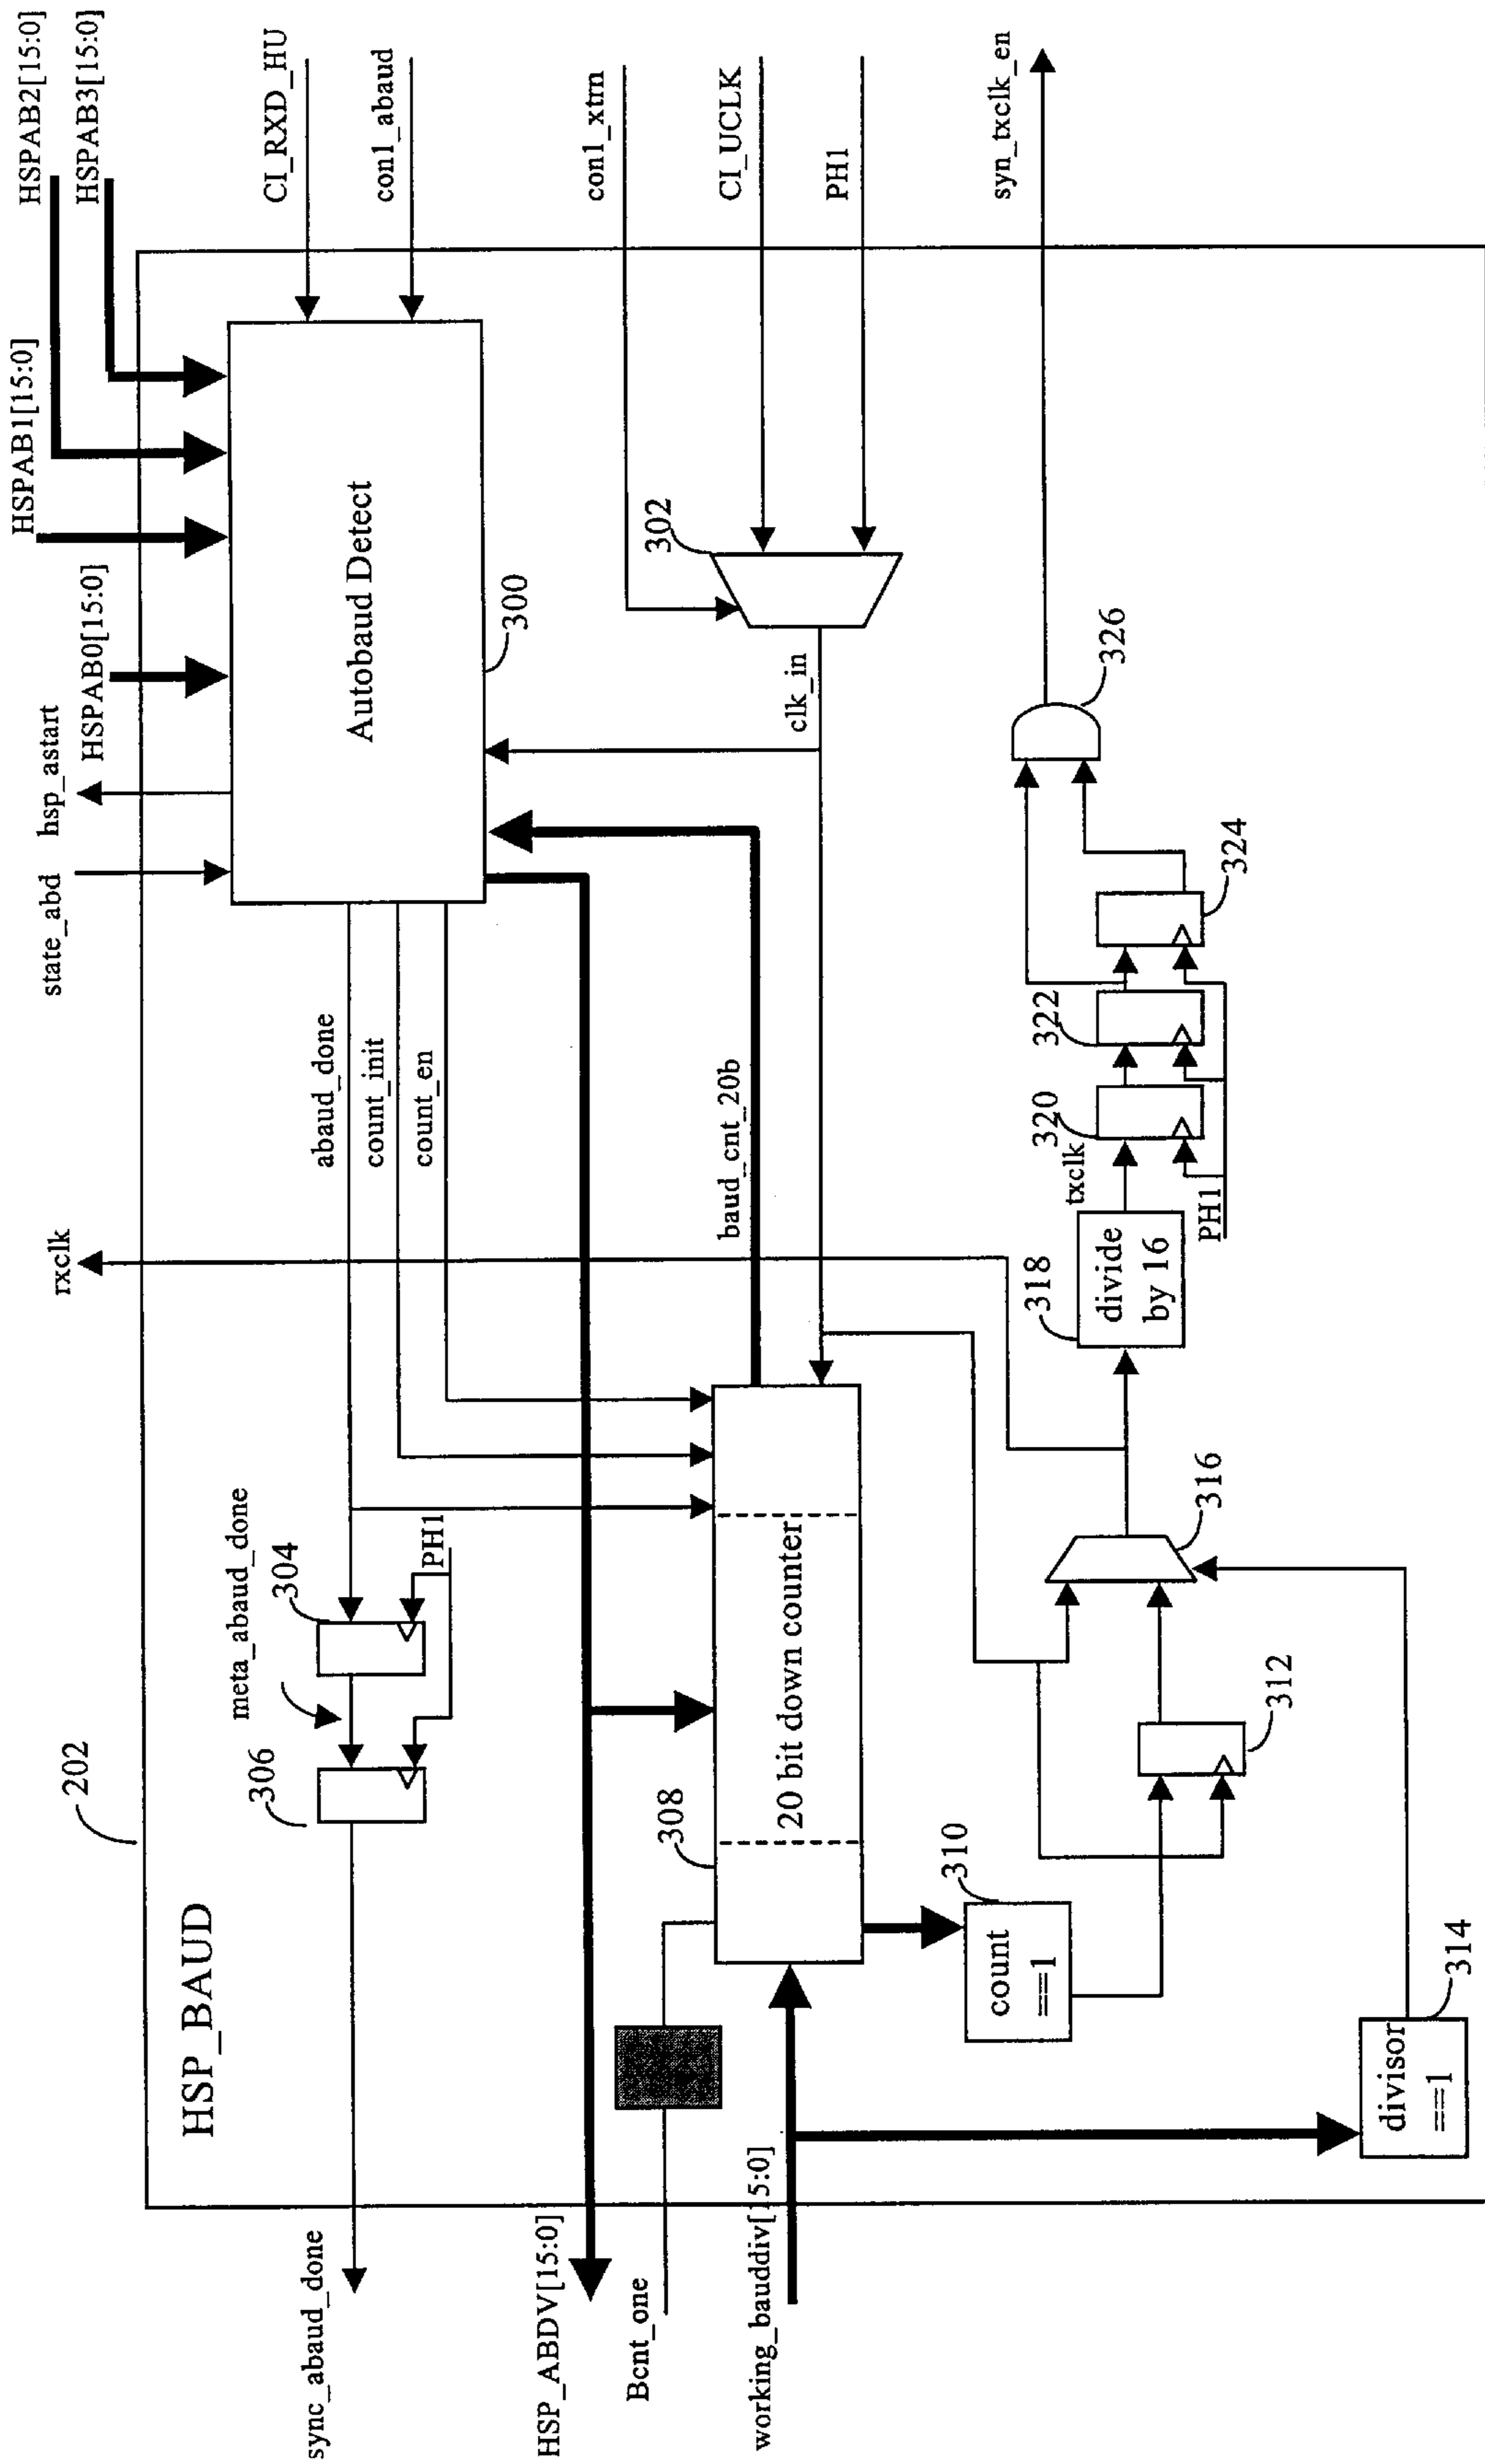 HSPAB2[15:0]
HSPAB3[15:0]
HSPAB1[15:0]
HSPAB0[15:0]
hsp_astart
state_abd
rxclk
CI_RXD_HU
con1_abaud
con1_xtrn
CI_UCLK
PH1
syn_txclk_en
Autobaud Detect
300
302
clk_in
abaud_done
count_init
count_en
baud_cnt_20b
326
324
322
320
txclk
PH1
318
divide
by 16
316
meta_abaud_done
304
PH1
306
202
HSP_BAUD
308
20 bit down counter
310
count
==1
312
314
divisor
==1
sync_abaud_done
HSP_ABDV[15:0]
Bcnt_one
working_bauddiv[15:0]